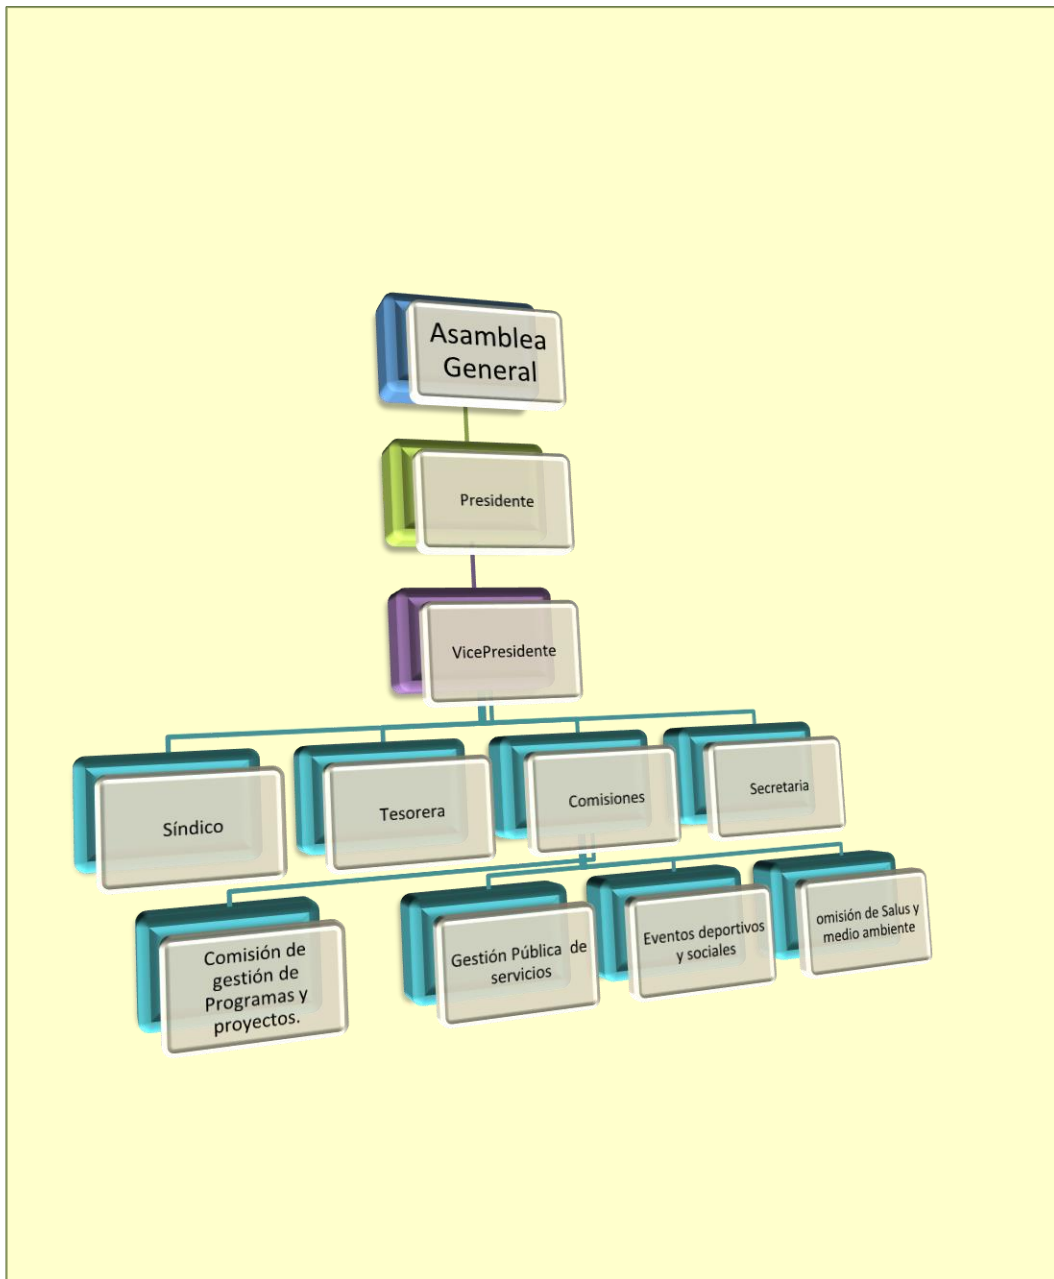 Asamblea
General
Presidente
VicePresidente
Síndico
Tesorera
Comisiones
Secretaria
Comisión de
gestión de
Programas y
proyectos.
Gestión Pública de
servicios
Eventos deportivos
y sociales
omisión de Salus y
medio ambiente